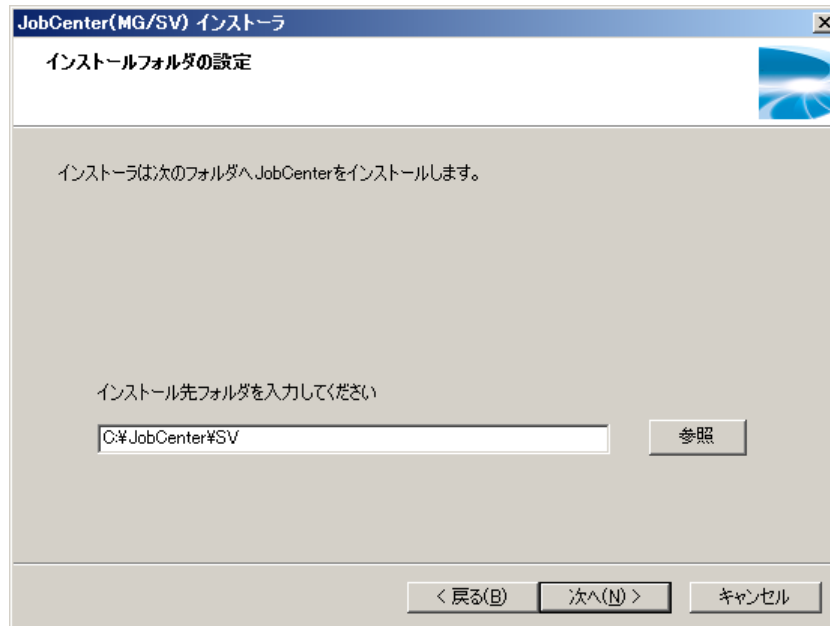 JobCenter(MG/SV) インストーラ
インストールフォルダの設定
インストーラは次のフォルダへJobCenterをインストールします。
インストール先フォルダを入力してください
C:¥JobCenter¥SV
参照
< 戻る(B)
次へ(N) >
キャンセル